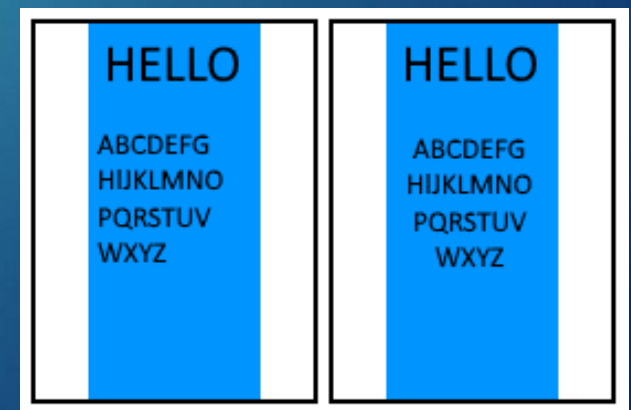 HELLO
ABCDEFG
HIJKLMNO
PQRSTUV
WXYZ
HELLO
ABCDEFG
HIJKLMNO
PQRSTUV
WXYZ